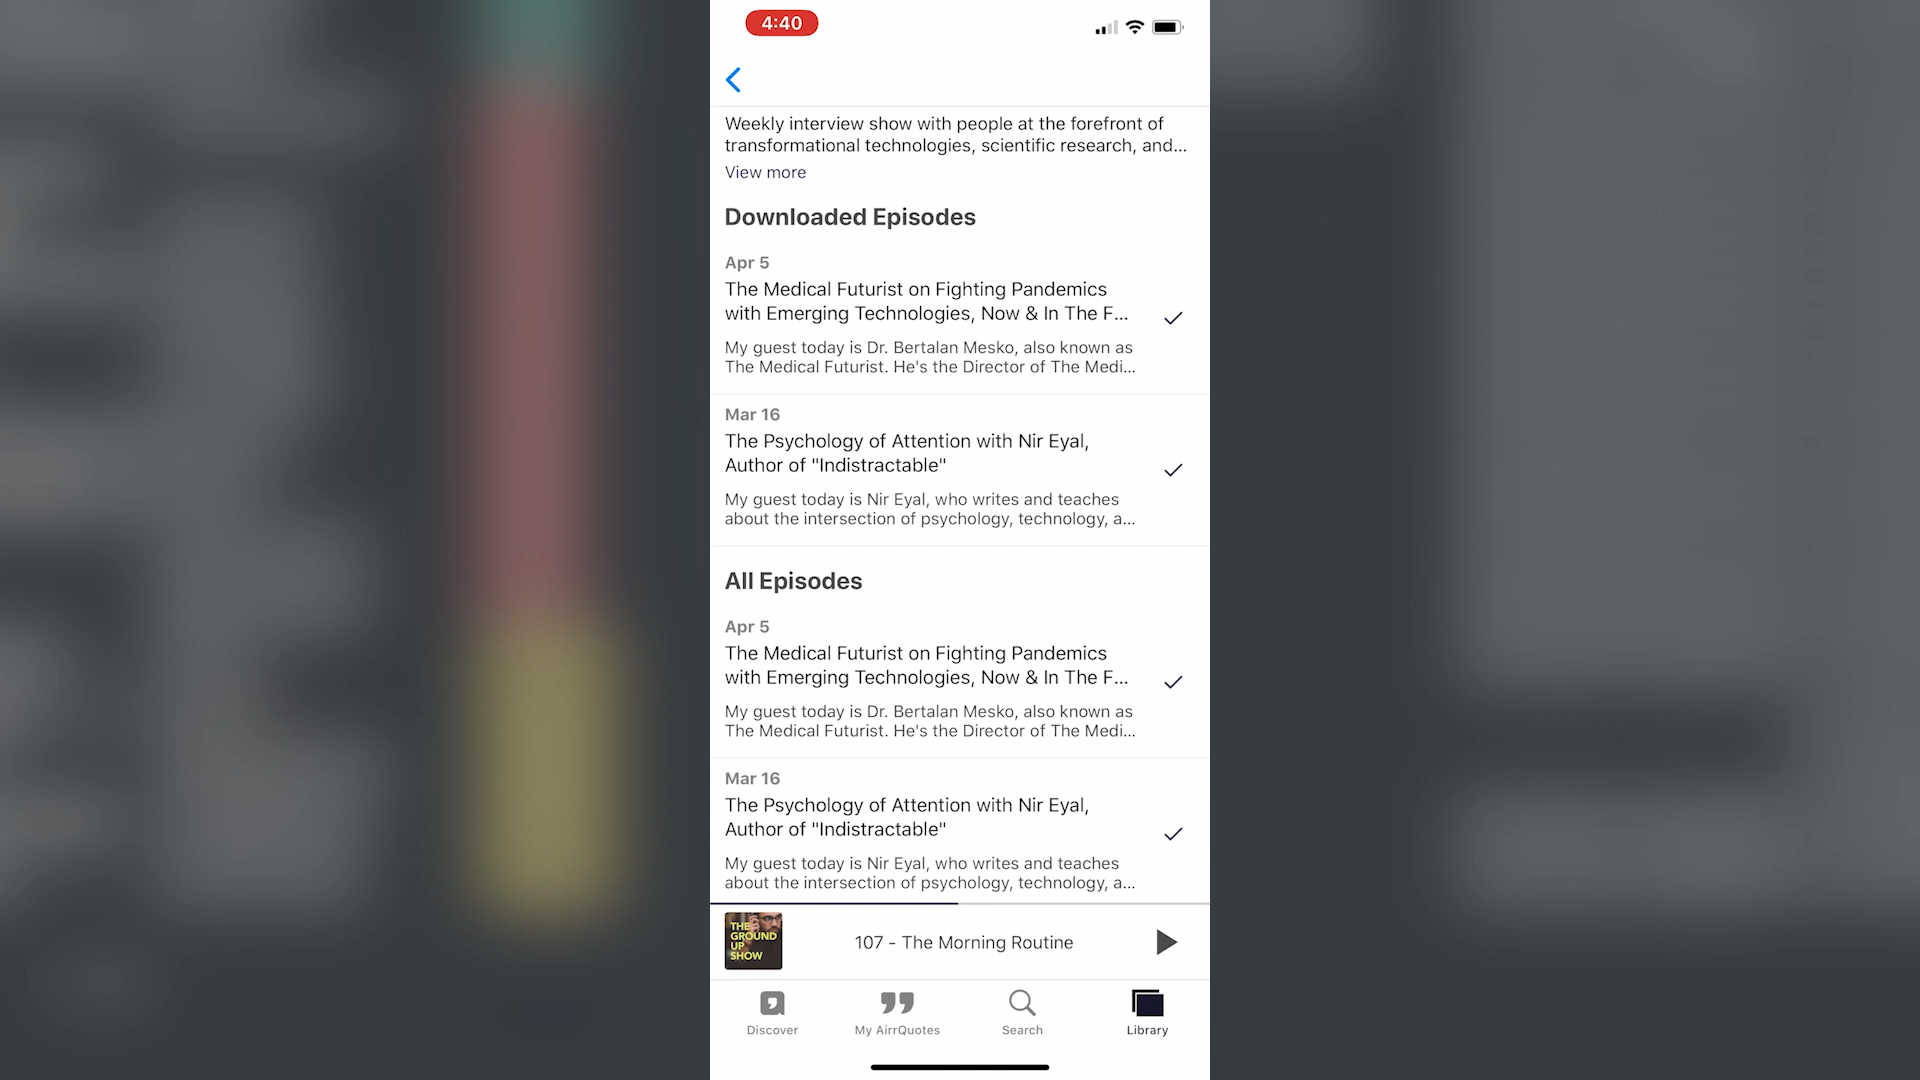 4:40
Weekly interview show with people at the forefront of
transformational technologies, scientific research, and...
View more
Downloaded Episodes
Apr 5
The Medical Futurist on Fighting Pandemics
with Emerging Technologies, Now & In The F...
My guest today is Dr. Bertalan Mesko, also known as
The Medical Futurist. He's the Director of The Medi...
Mar 16
The Psychology of Attention with Nir Eyal,
Author of "Indistractable"
My guest today is Nir Eyal, who writes and teaches
about the intersection of psychology, technology, a...
All Episodes
Apr 5
The Medical Futurist on Fighting Pandemics
with Emerging Technologies, Now & In The F...
My guest today is Dr. Bertalan Mesko, also known as
The Medical Futurist. He's the Director of The Medi...
Mar 16
The Psychology of Attention with Nir Eyal,
Author of "Indistractable"
My guest today is Nir Eyal, who writes and teaches
about the intersection of psychology, technology, a...
THE
GROUND
UP
SHOW
107 - The Morning Routine
Discover
My AirrQuotes
Search
Library